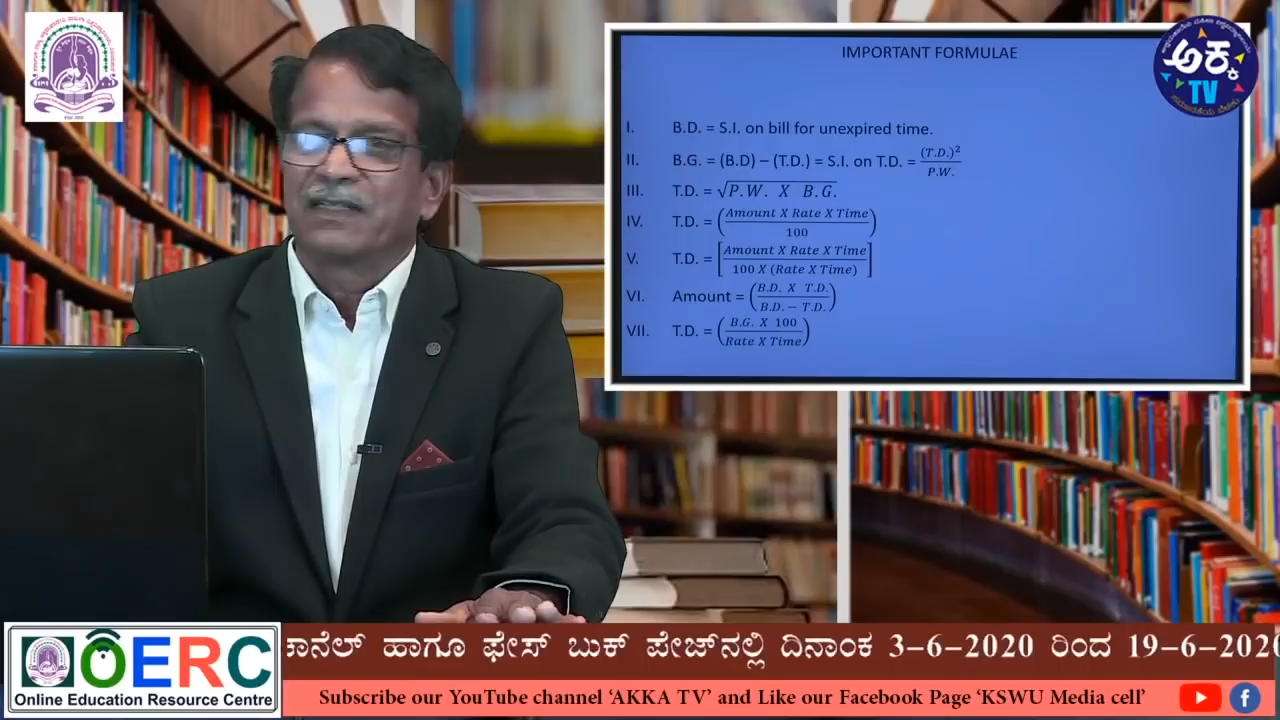 IMPORTANT FORMULAE
ಅಕ್ಕ
TV
I. B.D. = S.I. on bill for unexpired time.
II. B.G. = (B.D) − (T.D.) = S.I. on T.D. = (T.D.)² / P.W.
III. T.D. = √P.W. X B.G.
IV. T.D. = (Amount X Rate X Time / 100)
V. T.D. = [Amount X Rate X Time / 100 X (Rate X Time)]
VI. Amount = (B.D. X T.D. / B.D. − T.D.)
VII. T.D. = (B.G. X 100 / Rate X Time)
OERC
Online Education Resource Centre
ಕಾನೆಲ್ ಹಾಗೂ ಫೇಸ್ ಬುಕ್ ಪೇಜ್‌ನಲ್ಲಿ ದಿನಾಂಕ 3-6-2020 ರಿಂದ 19-6-2020
Subscribe our YouTube channel ‘AKKA TV’ and Like our Facebook Page ‘KSWU Media cell’